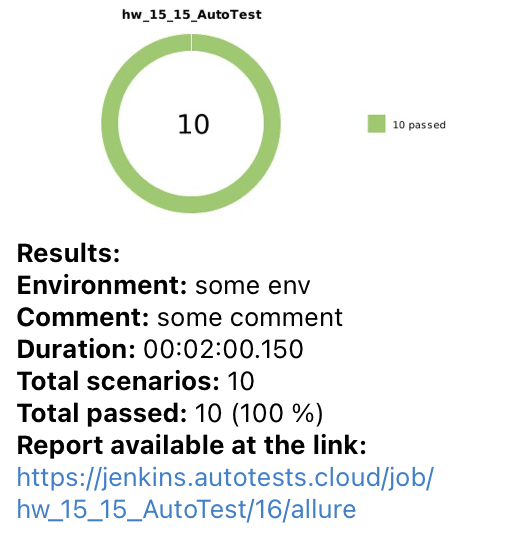 hw_15_15_AutoTest
10
10 passed
Results:
Environment: some env
Comment: some comment
Duration: 00:02:00.150
Total scenarios: 10
Total passed: 10 (100 %)
Report available at the link:
https://jenkins.autotests.cloud/job/
hw_15_15_AutoTest/16/allure